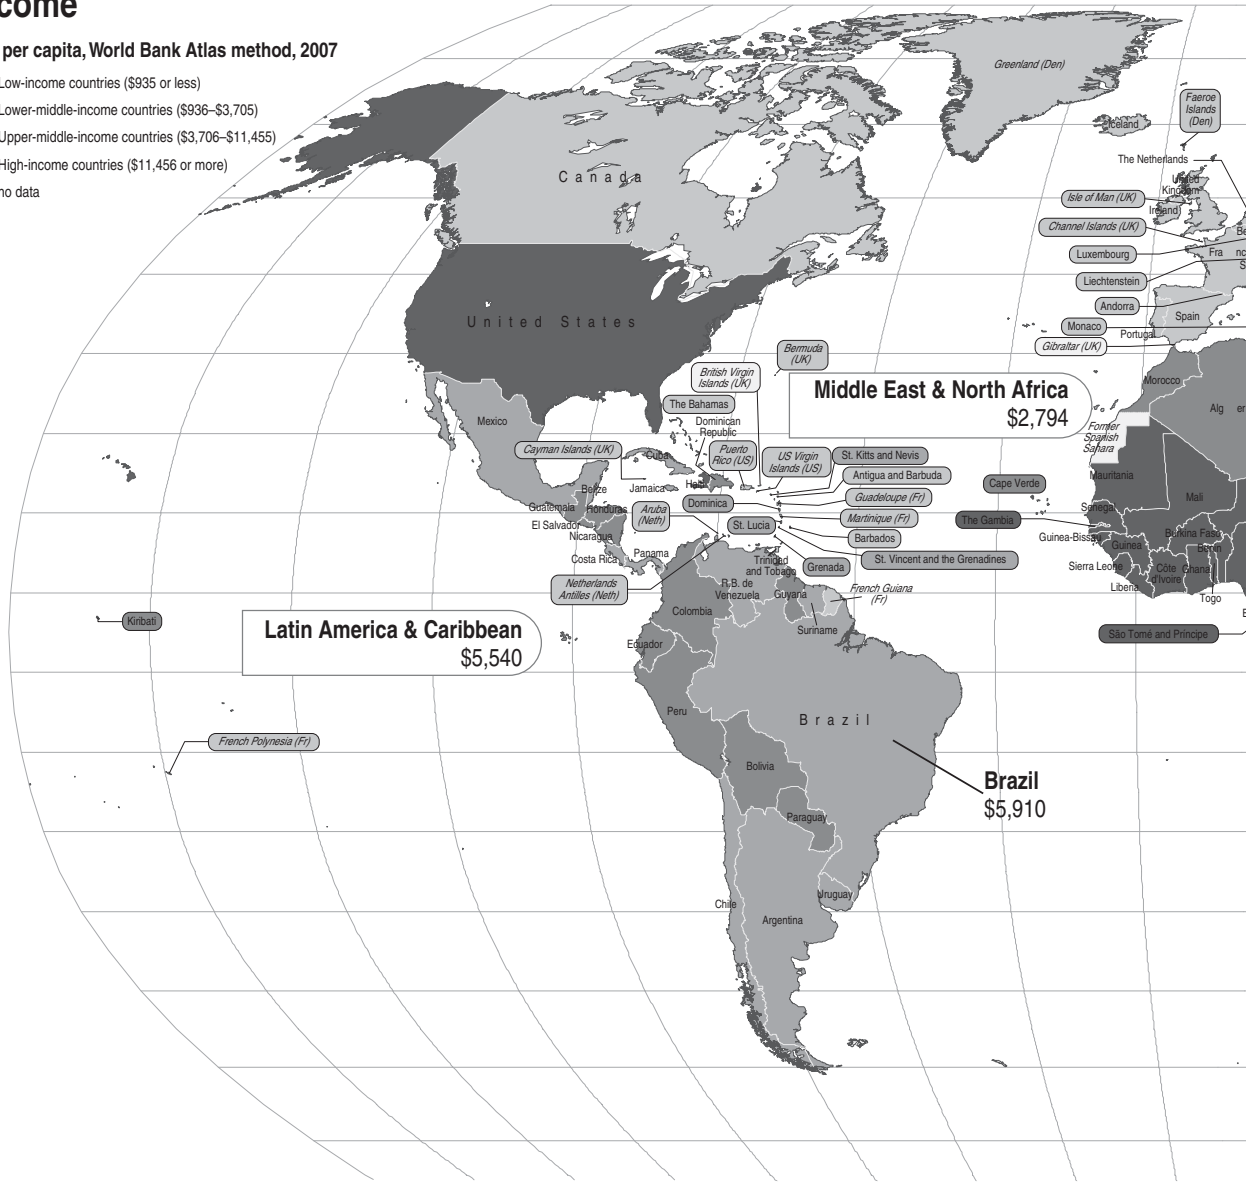 come
per capita, World Bank Atlas method, 2007
Low-income countries ($935 or less)
Lower-middle-income countries ($936–$3,705)
Upper-middle-income countries ($3,706–$11,455)
High-income countries ($11,456 or more)
no data
Greenland (Den)
Faeroe
Islands
(Den)
Iceland
The Netherlands
Canada
United
Kingdom
Isle of Man (UK)
Ireland
Channel Islands (UK)
Be
Luxembourg
Fra nc
S
Liechtenstein
Andorra
Spain
United States
Monaco
Portugal
Gibraltar (UK)
Bermuda
(UK)
British Virgin
Islands (UK)
Middle East & North Africa
$2,794
Morocco
Alg er
The Bahamas
Mexico
Dominican
Republic
Former
Spanish
Sahara
Cayman Islands (UK)
Cuba
Puerto
Rico (US)
US Virgin
Islands (US)
St. Kitts and Nevis
Antigua and Barbuda
Mauritania
Cape Verde
Belize
Jamaica
Haiti
Guadeloupe (Fr)
Mali
Guatemala
Honduras
Dominica
Senegal
Aruba
(Neth)
Martinique (Fr)
The Gambia
El Salvador
St. Lucia
Nicaragua
Barbados
Guinea-Bissau
Burkina Faso
Guinea
Benin
Costa Rica
Panama
Trinidad
and Tobago
Grenada
St. Vincent and the Grenadines
Sierra Leone
Côte
d'Ivoire
Ghana
Netherlands
Antilles (Neth)
R.B. de
Venezuela
Guyana
French Guiana
(Fr)
Liberia
Togo
Colombia
Suriname
Kiribati
Latin America & Caribbean
$5,540
E
São Tomé and Príncipe
Ecuador
Peru
Brazil
French Polynesia (Fr)
Bolivia
Brazil
$5,910
Paraguay
Chile
Uruguay
Argentina